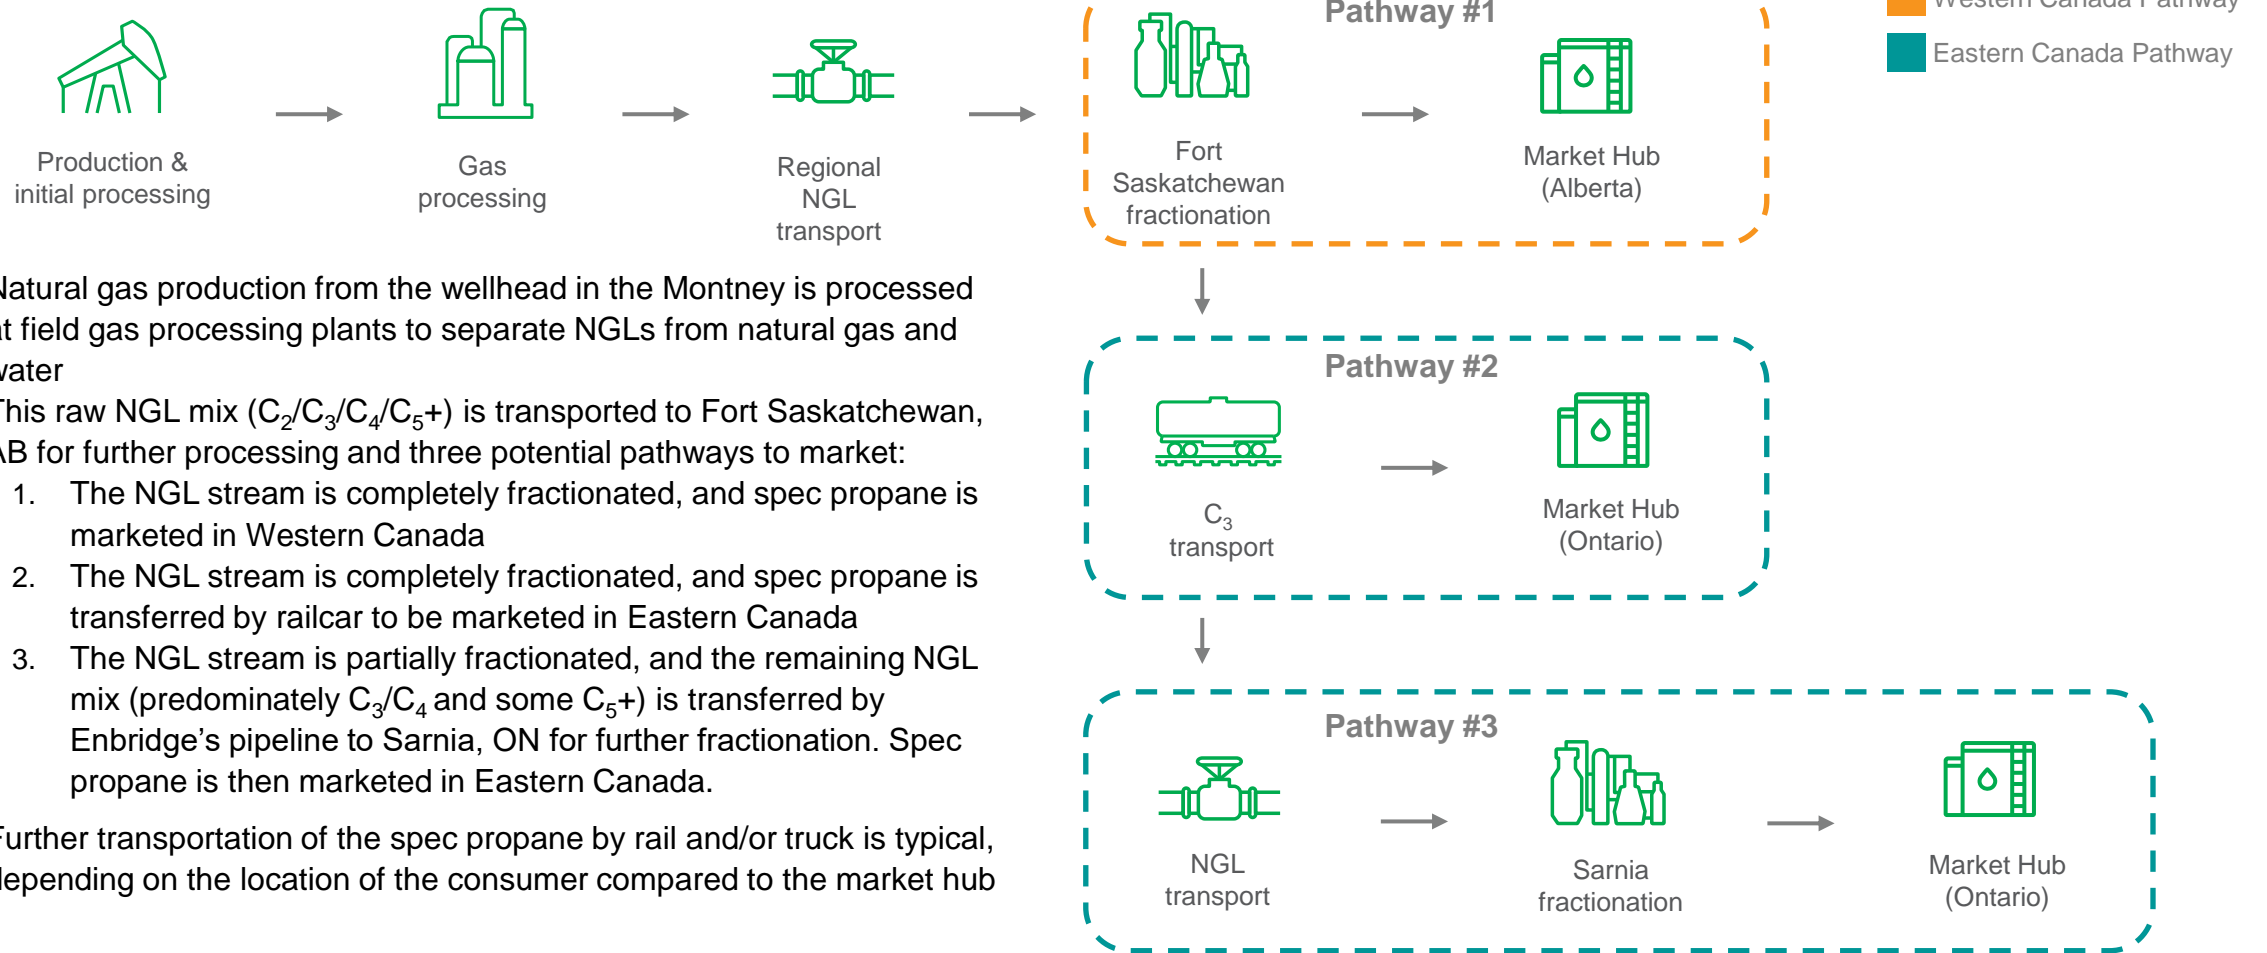 Pathway #1
Western Canada Pathway
Eastern Canada Pathway
Production &
initial processing
Gas
processing
Regional
NGL
transport
Fort
Saskatchewan
fractionation
Market Hub
(Alberta)
Natural gas production from the wellhead in the Montney is processed
at field gas processing plants to separate NGLs from natural gas and
water
This raw NGL mix (C₂/C₃/C₄/C₅+) is transported to Fort Saskatchewan,
AB for further processing and three potential pathways to market:
1. The NGL stream is completely fractionated, and spec propane is
marketed in Western Canada
2. The NGL stream is completely fractionated, and spec propane is
transferred by railcar to be marketed in Eastern Canada
3. The NGL stream is partially fractionated, and the remaining NGL
mix (predominately C₃/C₄ and some C₅+) is transferred by
Enbridge's pipeline to Sarnia, ON for further fractionation. Spec
propane is then marketed in Eastern Canada.
Further transportation of the spec propane by rail and/or truck is typical,
depending on the location of the consumer compared to the market hub
Pathway #2
C₃
transport
Market Hub
(Ontario)
Pathway #3
NGL
transport
Sarnia
fractionation
Market Hub
(Ontario)